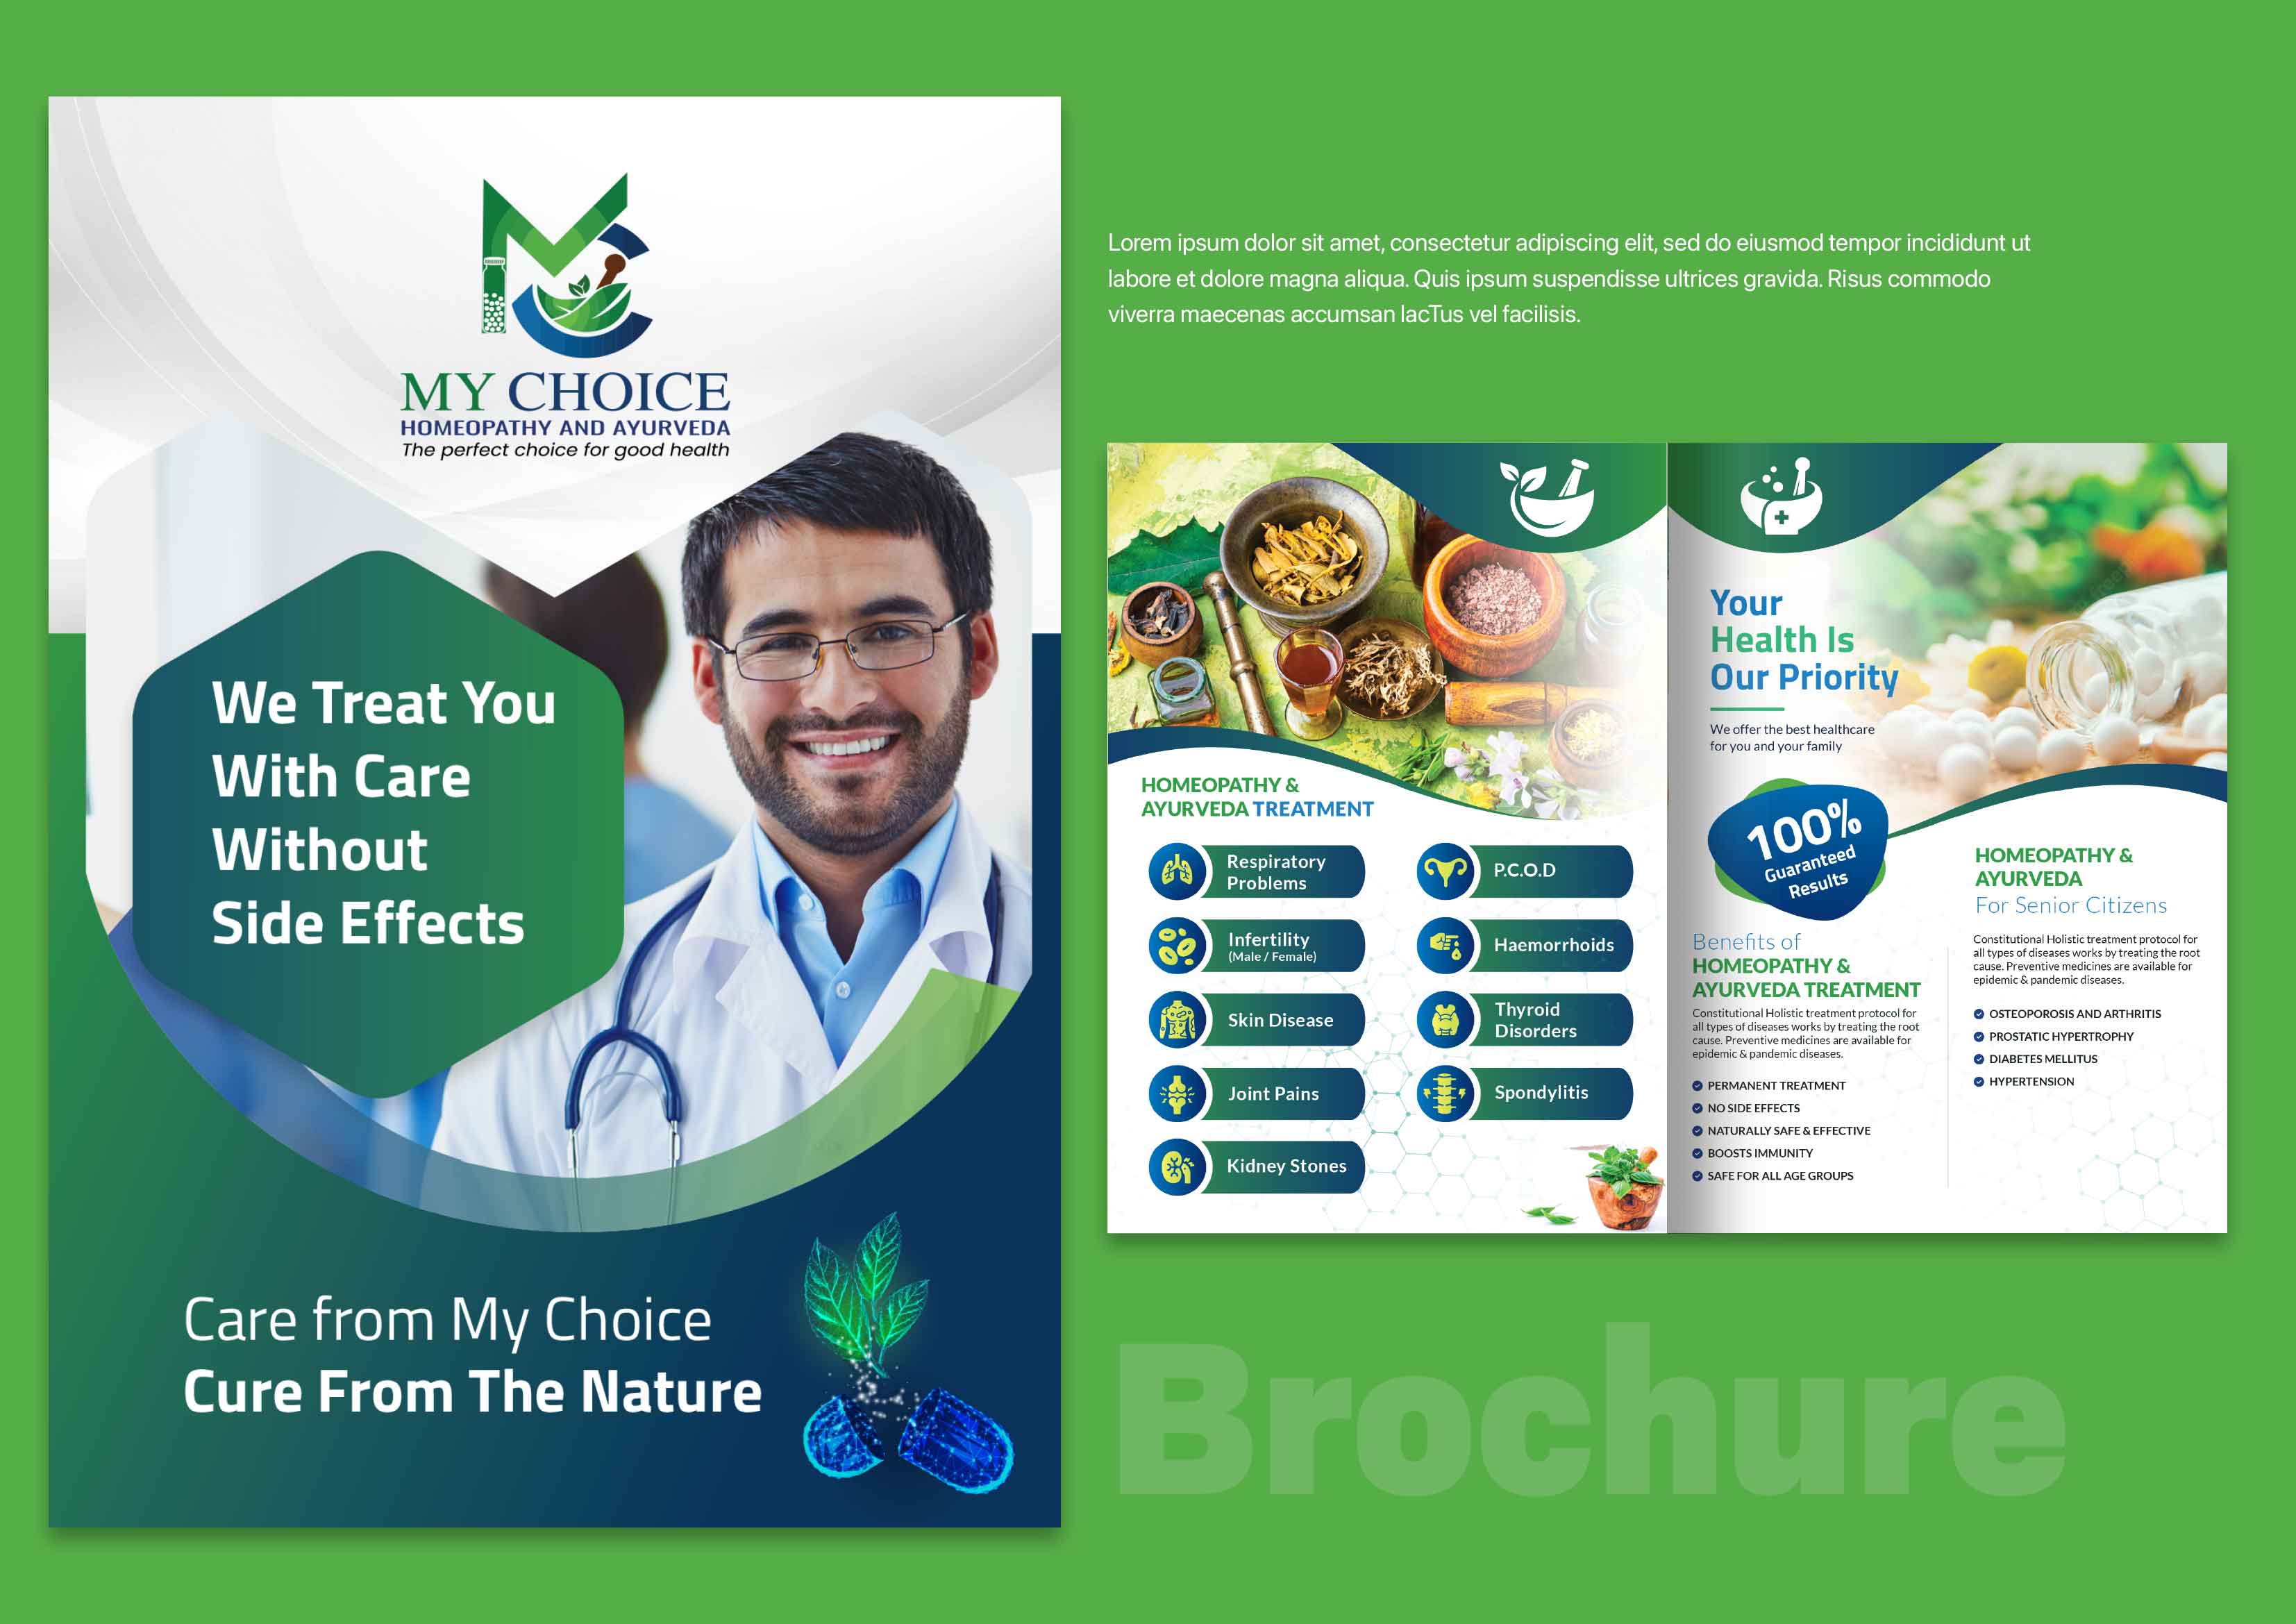 MY CHOICE
HOMEOPATHY AND AYURVEDA
The perfect choice for good health
We Treat You
With Care
Without
Side Effects
Care from My Choice
Cure From The Nature
Lorem ipsum dolor sit amet, consectetur adipiscing elit, sed do eiusmod tempor incididunt ut
labore et dolore magna aliqua. Quis ipsum suspendisse ultrices gravida. Risus commodo
viverra maecenas accumsan lacTus vel facilisis.
HOMEOPATHY &
AYURVEDA TREATMENT
Respiratory
Problems
P.C.O.D
Infertility
(Male / Female)
Haemorrhoids
Skin Disease
Thyroid
Disorders
Joint Pains
Spondylitis
Kidney Stones
Your
Health Is
Our Priority
We offer the best healthcare
for you and your family
100%
Guaranteed
Results
Benefits of
HOMEOPATHY &
AYURVEDA TREATMENT
Constitutional Holistic treatment protocol for
all types of diseases works by treating the root
cause. Preventive medicines are available for
epidemic & pandemic diseases.
PERMANENT TREATMENT
NO SIDE EFFECTS
NATURALLY SAFE & EFFECTIVE
BOOSTS IMMUNITY
SAFE FOR ALL AGE GROUPS
HOMEOPATHY &
AYURVEDA
For Senior Citizens
Constitutional Holistic treatment protocol for
all types of diseases works by treating the root
cause. Preventive medicines are available for
epidemic & pandemic diseases.
OSTEOPOROSIS AND ARTHRITIS
PROSTATIC HYPERTROPHY
DIABETES MELLITUS
HYPERTENSION
Brochure